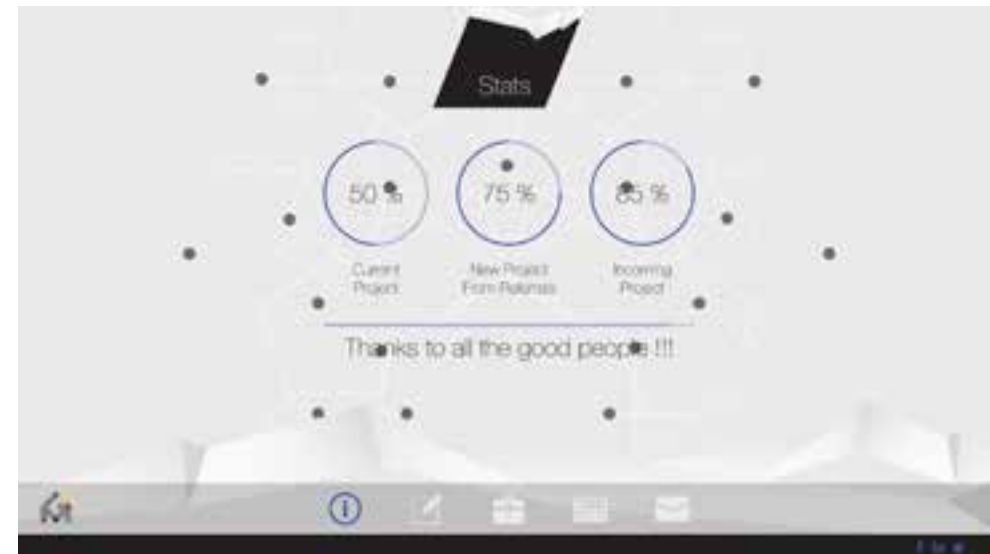 Stats
50 %
75 %
85 %
Current
Project
New Project
From Referrals
Incoming
Project
Thanks to all the good people !!!